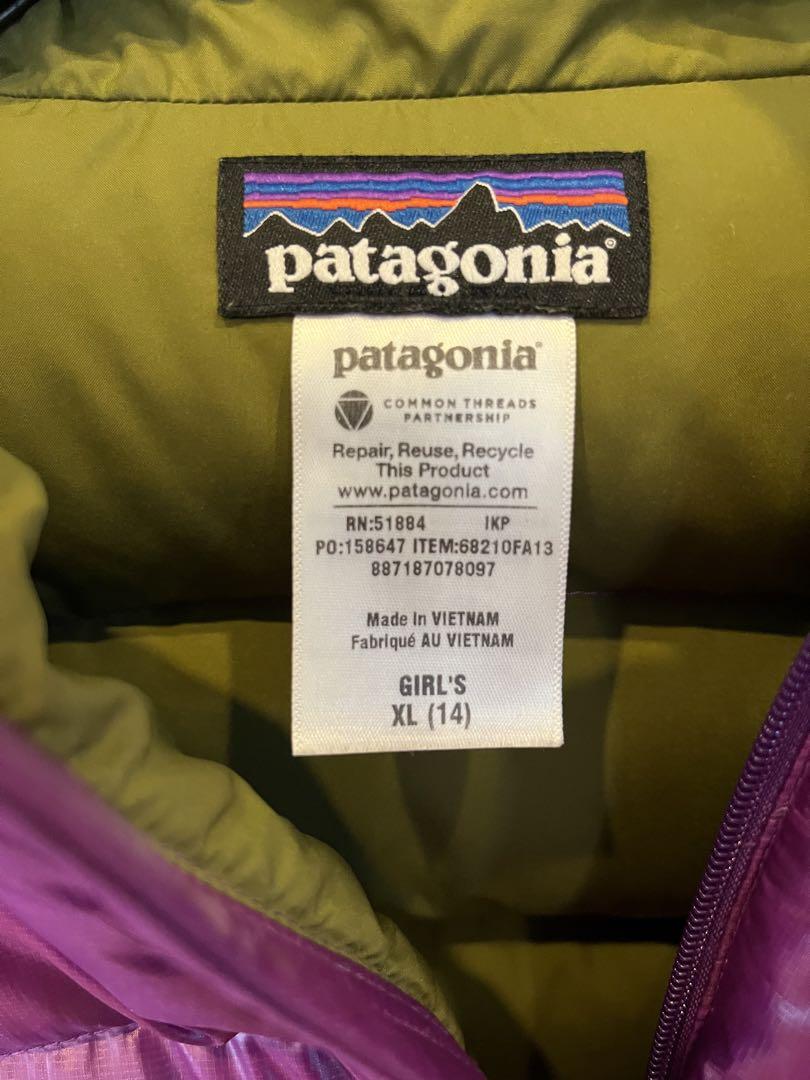 patagonia®
patagonia®
COMMON THREADS
PARTNERSHIP
Repair, Reuse, Recycle
This Product
www.patagonia.com
RN:51884 IKP
PO:158647 ITEM:68210FA13
887187078097
Made In VIETNAM
Fabriqué AU VIETNAM
GIRL'S
XL (14)